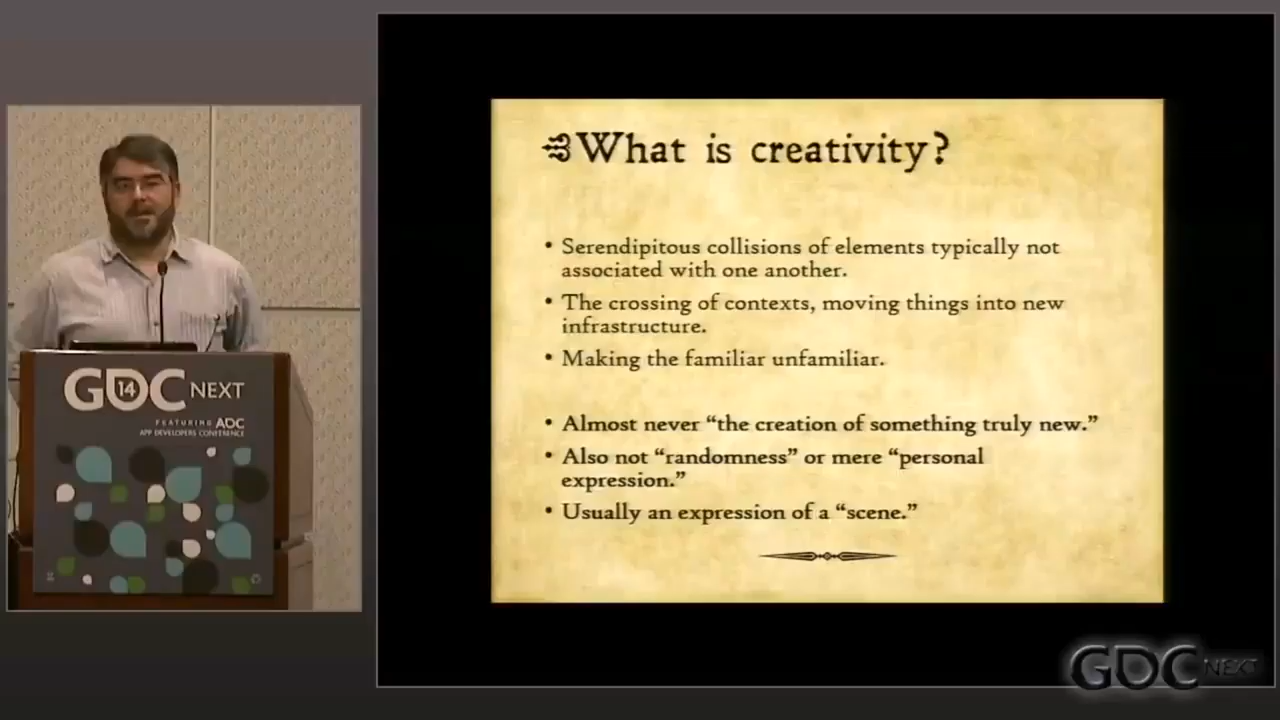 What is creativity?
• Serendipitous collisions of elements typically not
associated with one another.
• The crossing of contexts, moving things into new
infrastructure.
• Making the familiar unfamiliar.
• Almost never “the creation of something truly new.”
• Also not “randomness” or mere “personal
expression.”
• Usually an expression of a “scene.”
GDC 14 NEXT
FEATURING ADC
APP DEVELOPERS CONFERENCE
GDC NEXT